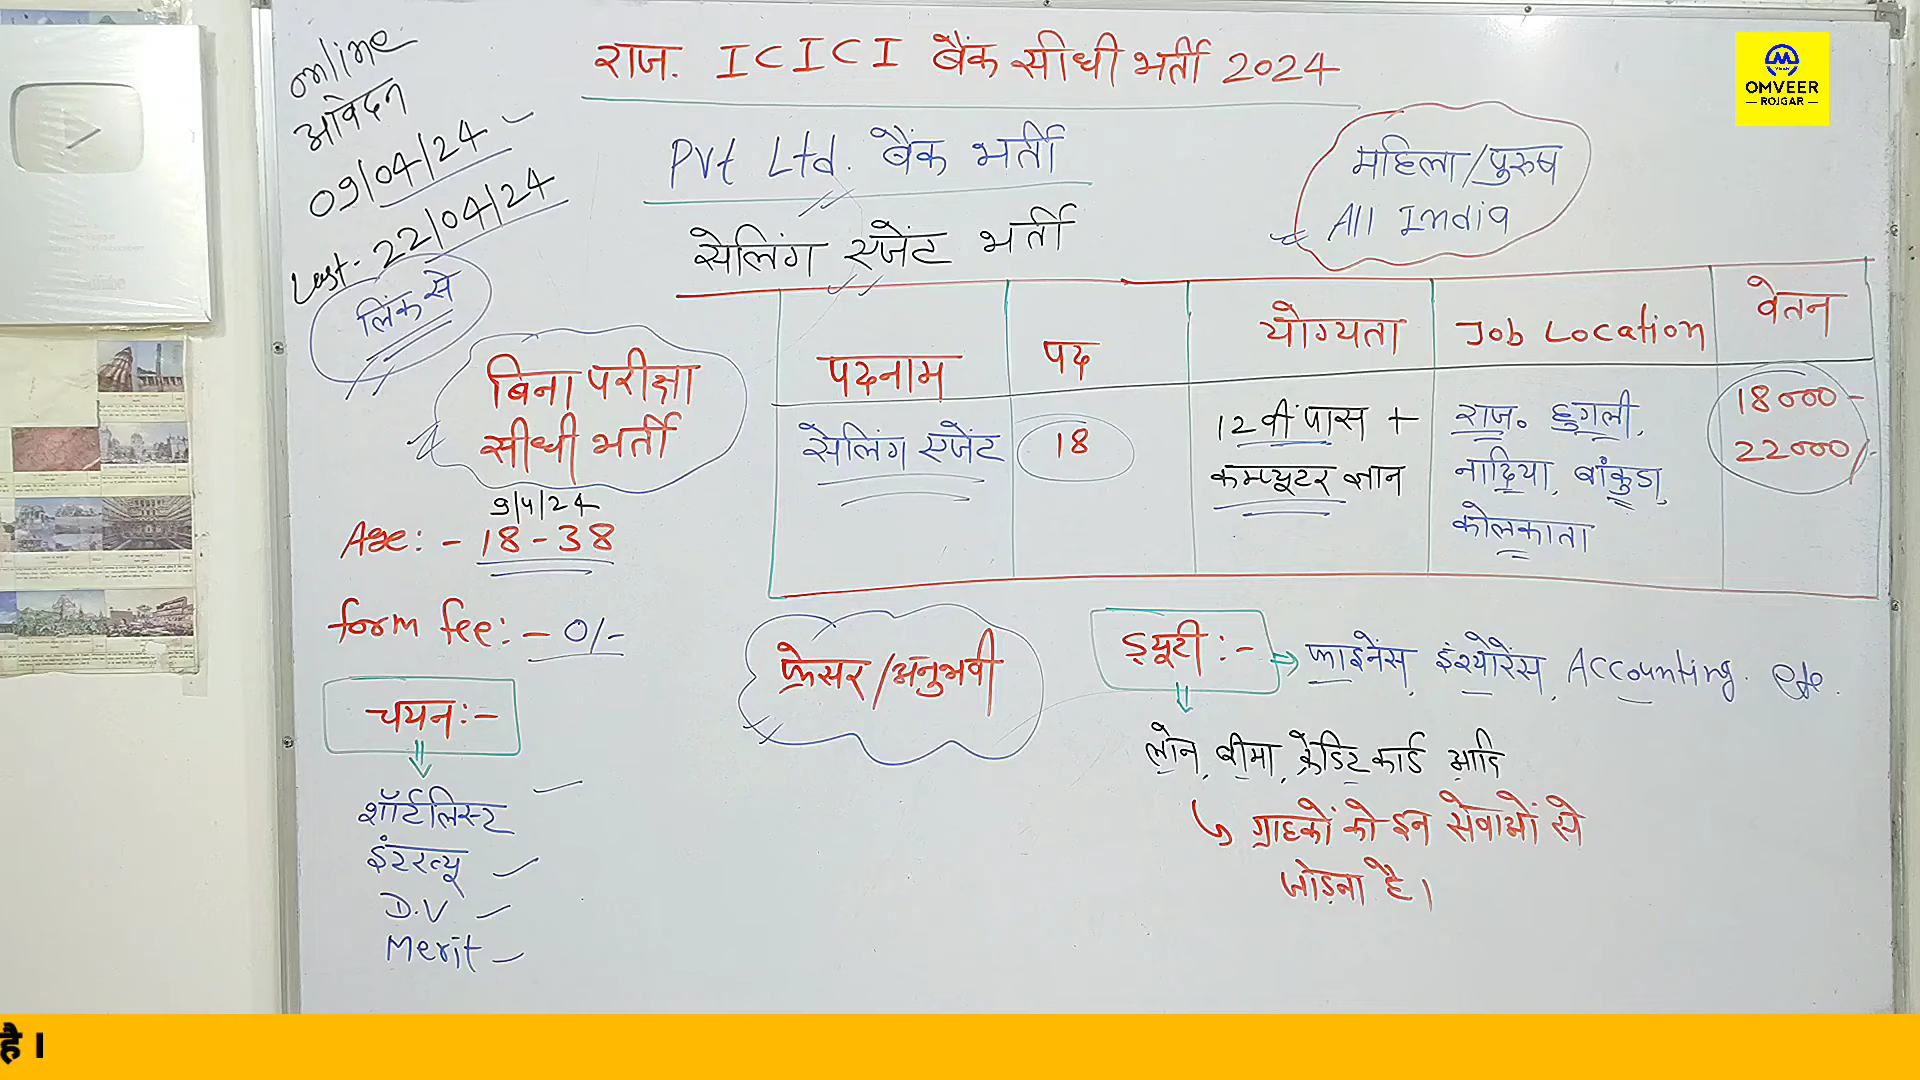 राज. ICICI बैंक सीधी भर्ती 2024
OMVEER
ROJGAR
Online
आवेदन
09/04/24
Last - 22/04/24
लिंक से
Pvt Ltd. बैंक भर्ती
सेलिंग एजेंट भर्ती
महिला/पुरुष
All India
बिना परीक्षा
सीधी भर्ती
9/4/24
Age: - 18-38
form fee: - 0/-
चयन:-
शॉर्टलिस्ट
इंटरव्यू
D.V
Merit
पदनाम पद योग्यता Job Location वेतन
सेलिंग एजेंट 18 12 वीं पास + कम्प्यूटर ज्ञान राज. हुगली, नादिया, बांकुडा, कोलकाता 18000 - 22000/-
फ्रेसर/अनुभवी
ड्यूटी:- फाइनेंस, इंश्योरेंस, Accounting. etc.
लोन, बीमा, क्रेडिट कार्ड आदि
ग्राहकों को इन सेवाओं से
जोड़ना है।
है ।